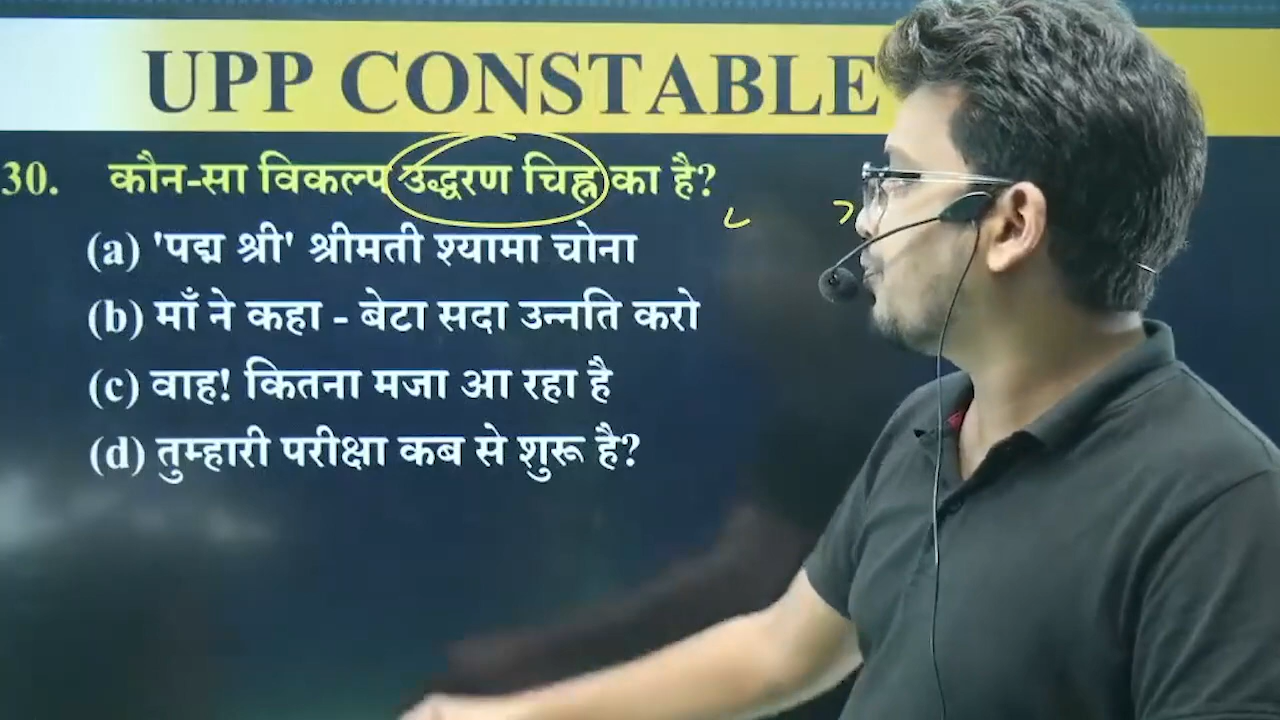 UPP CONSTABLE
30. कौन-सा विकल्प उद्धरण चिह्न का है?
(a) 'पद्म श्री' श्रीमती श्यामा चोना
(b) माँ ने कहा - बेटा सदा उन्नति करो
(c) वाह! कितना मजा आ रहा है
(d) तुम्हारी परीक्षा कब से शुरू है?